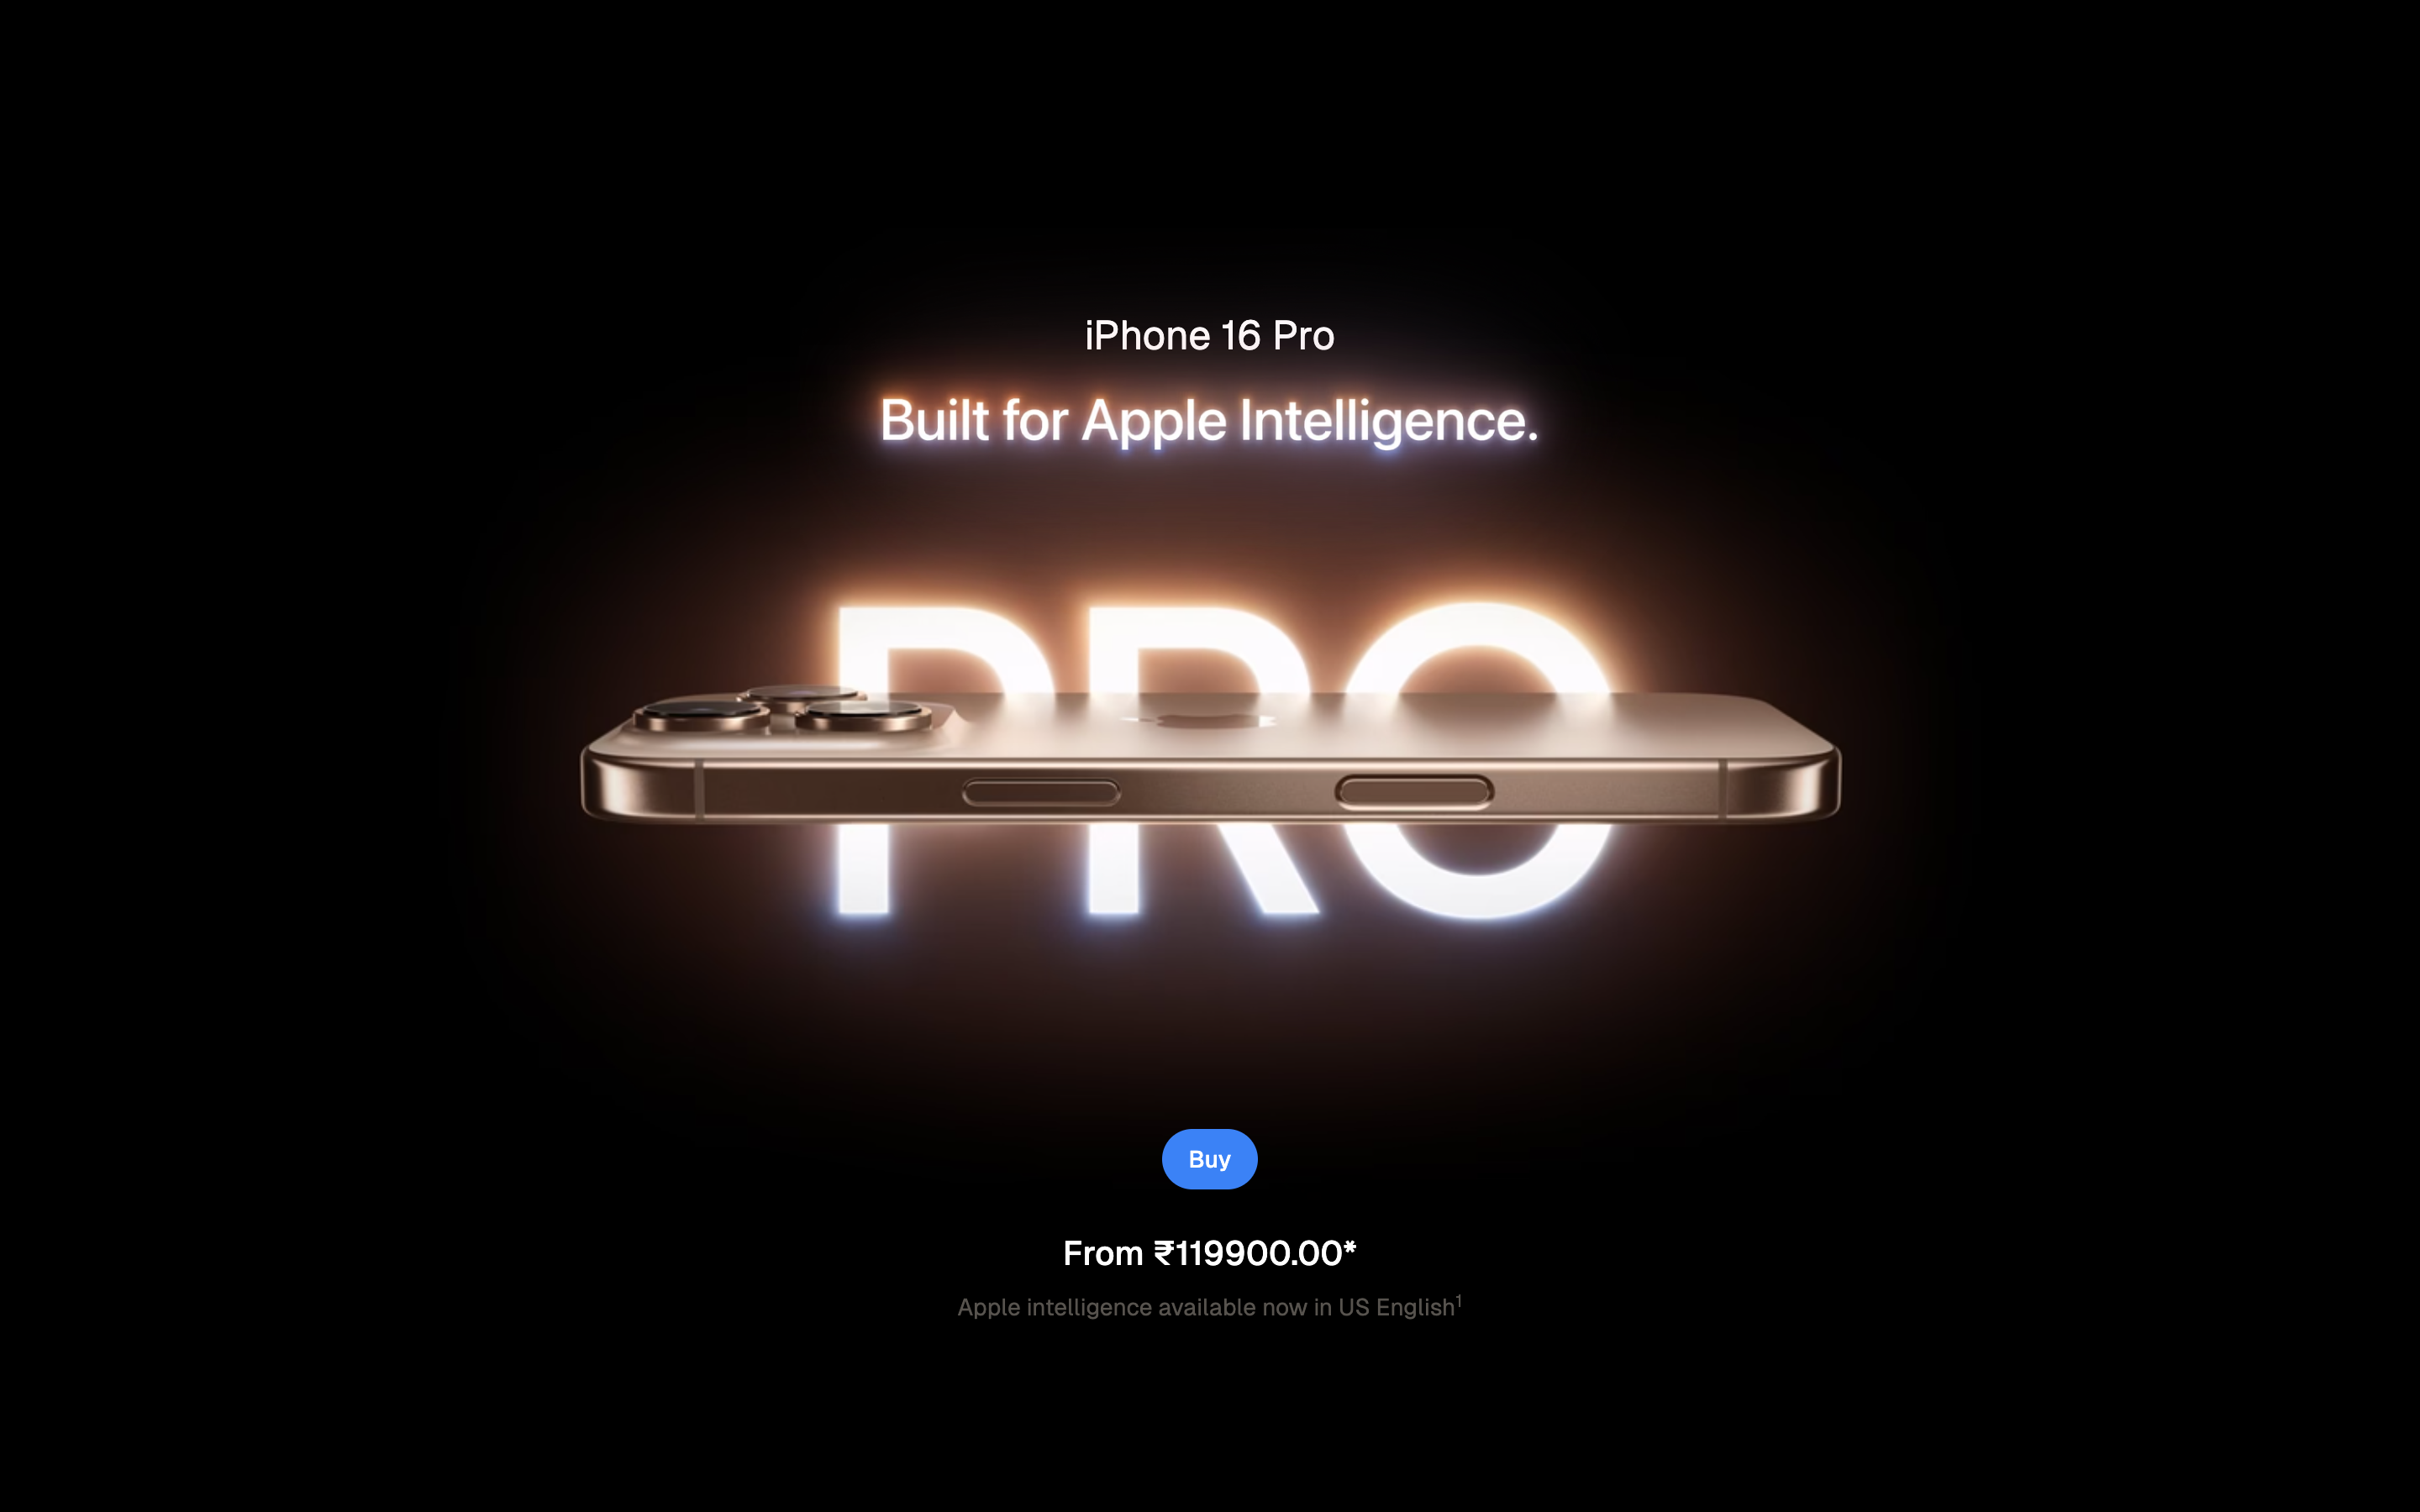 iPhone 16 Pro
Built for Apple Intelligence.
PRO
Buy
From ₹119900.00*
Apple intelligence available now in US English¹